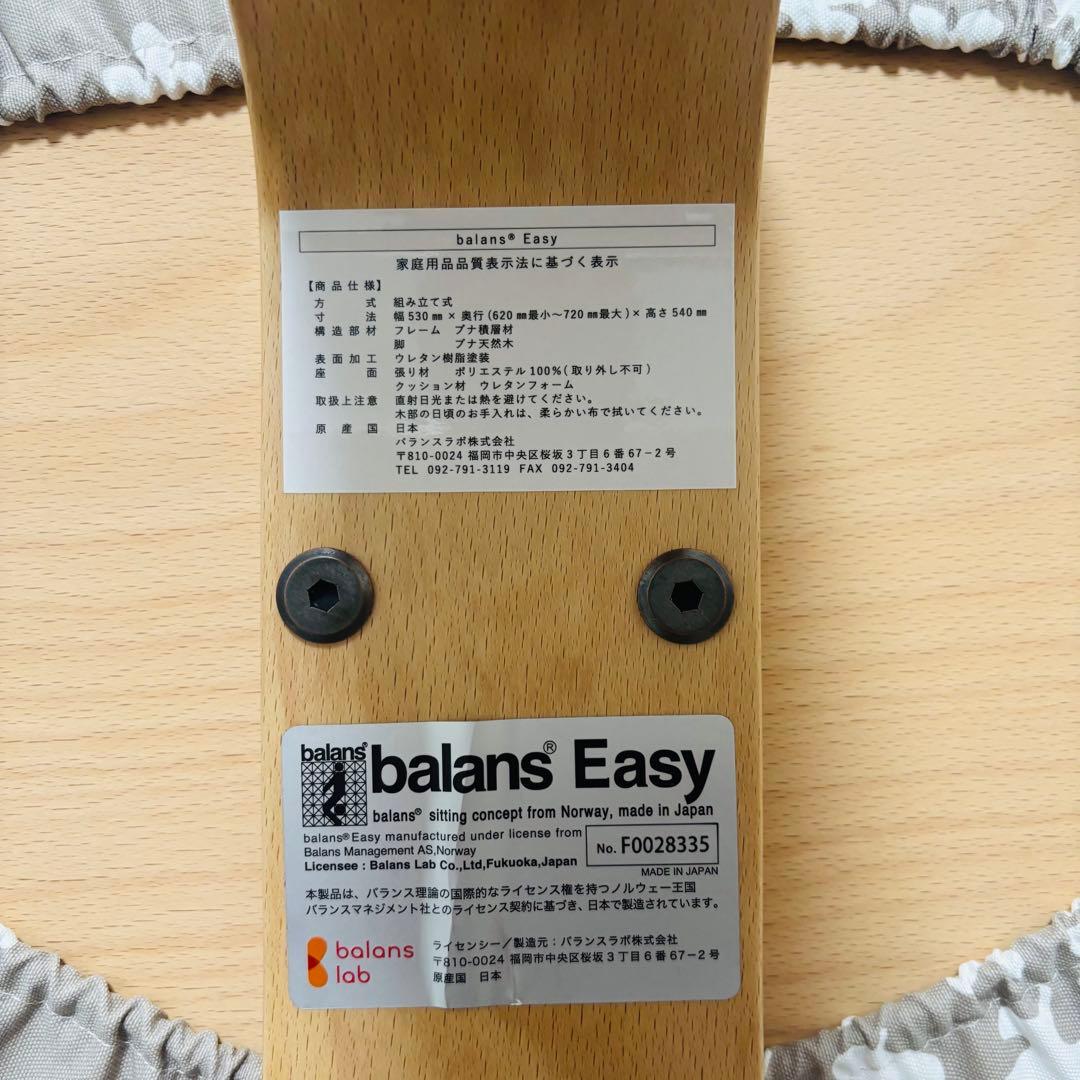 balans® Easy
家庭用品品質表示法に基づく表示
【商品仕様】
方式 組み立て式
寸法 幅 530 ㎜ × 奥行 (620 ㎜最小〜720 ㎜最大)× 高さ 540 ㎜
構造部材 フレーム ブナ積層材
脚 ブナ天然木
表面加工 ウレタン樹脂塗装
座面 張り材 ポリエステル100%(取り外し不可)
クッション材 ウレタンフォーム
取扱上注意 直射日光または熱を避けてください。
木部の日頃のお手入れは、柔らかい布で拭いてください。
原産国 日本
バランスラボ株式会社
〒810-0024 福岡市中央区桜坂3丁目6番67−2号
TEL 092-791-3119 FAX 092-791-3404
balans®
balans® Easy
balans® sitting concept from Norway, made in Japan
balans®Easy manufactured under license from
Balans Management AS,Norway
Licensee : Balans Lab Co.,Ltd,Fukuoka,Japan
No. F0028335
MADE IN JAPAN
本製品は、バランス理論の国際的なライセンス権を持つノルウェー王国
バランスマネジメント社とのライセンス契約に基づき、日本で製造されています。
balans
lab
ライセンシー/製造元:バランスラボ株式会社
〒810-0024 福岡市中央区桜坂3丁目6番67−2号
原産国 日本